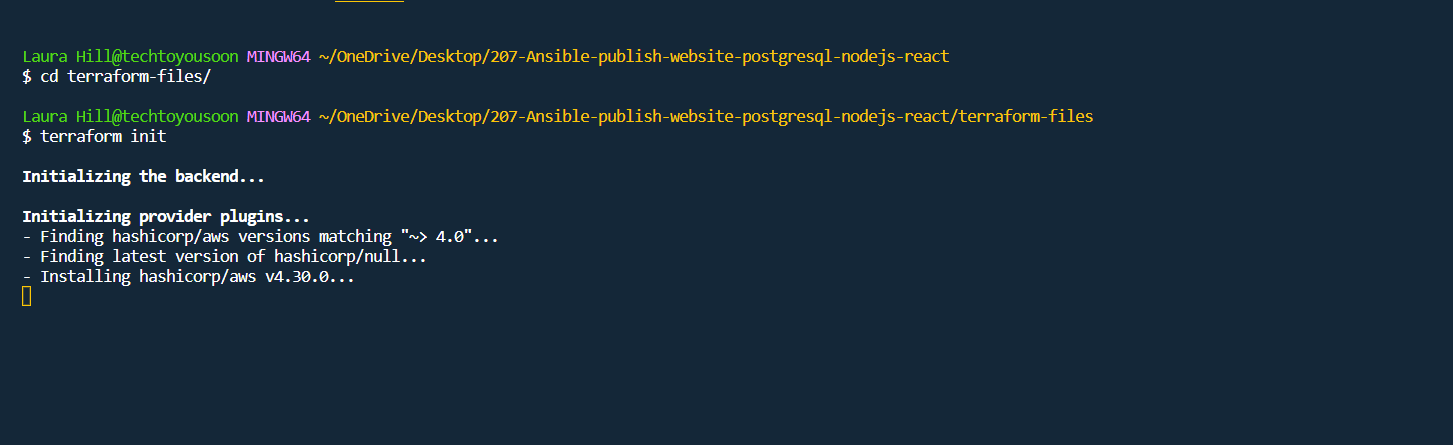 Laura Hill@techtoyousoon MINGW64 ~/OneDrive/Desktop/207-Ansible-publish-website-postgresql-nodejs-react
$ cd terraform-files/
Laura Hill@techtoyousoon MINGW64 ~/OneDrive/Desktop/207-Ansible-publish-website-postgresql-nodejs-react/terraform-files
$ terraform init
Initializing the backend...
Initializing provider plugins...
- Finding hashicorp/aws versions matching "~> 4.0"...
- Finding latest version of hashicorp/null...
- Installing hashicorp/aws v4.30.0...